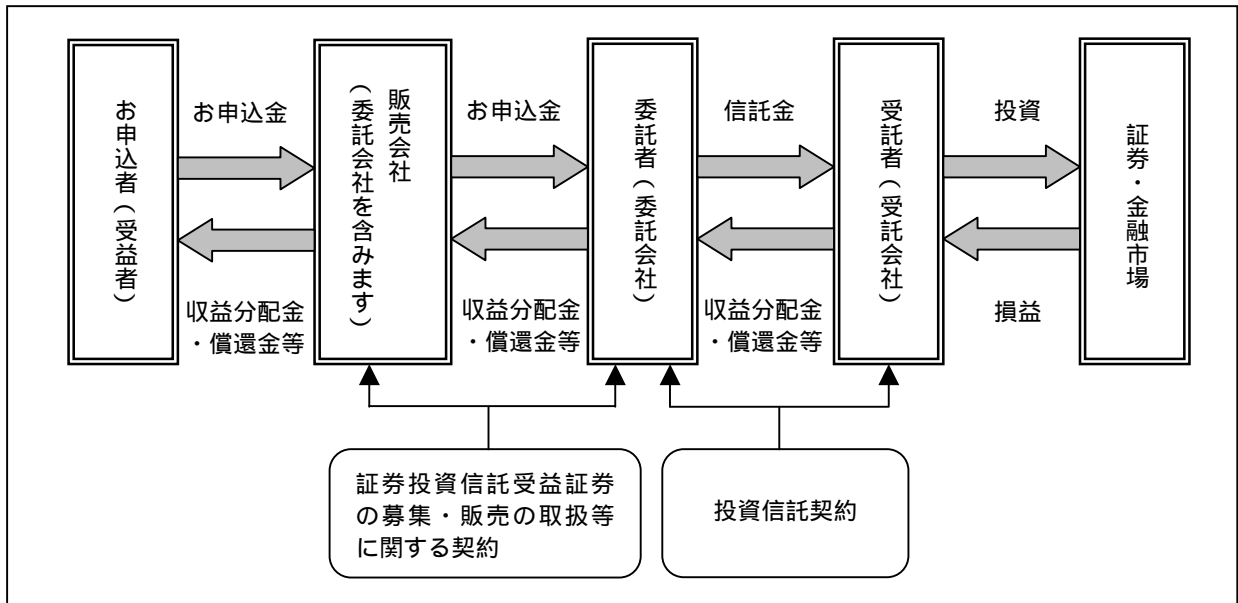 お申込者（受益者）
お申込金
収益分配金
・償還金等
販売会社
（委託会社を含みます）
お申込金
収益分配金
・償還金等
委託者（委託会社）
信託金
収益分配金
・償還金等
受託者（受託会社）
投資
損益
証券・金融市場
証券投資信託受益証券
の募集・販売の取扱等
に関する契約
投資信託契約